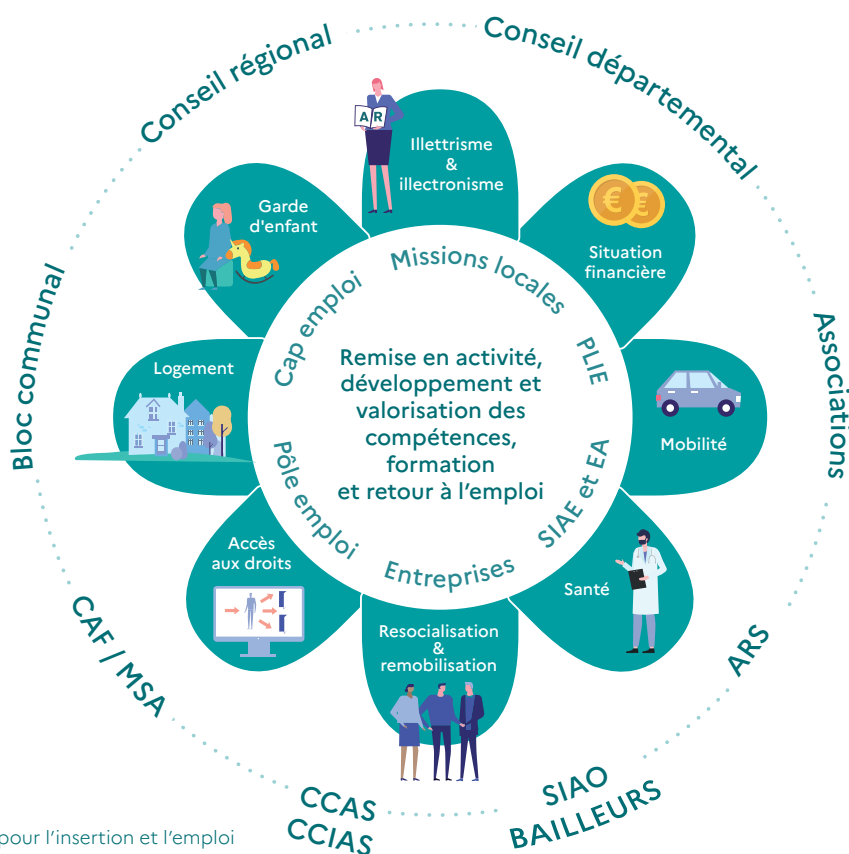 Conseil régional
Conseil départemental
Associations
ARS
SIAO
BAILLEURS
CCAS
CCIAS
CAF / MSA
Bloc communal
A R
Illettrisme
&
illectronisme
Situation
financière
Mobilité
Santé
Resocialisation
&
remobilisation
Accès
aux droits
Logement
Garde
d'enfant
Cap emploi
Missions locales
PLIE
SIAE et EA
Entreprises
Pôle emploi
Remise en activité,
développement et
valorisation des
compétences,
formation
et retour à l'emploi
pour l'insertion et l'emploi